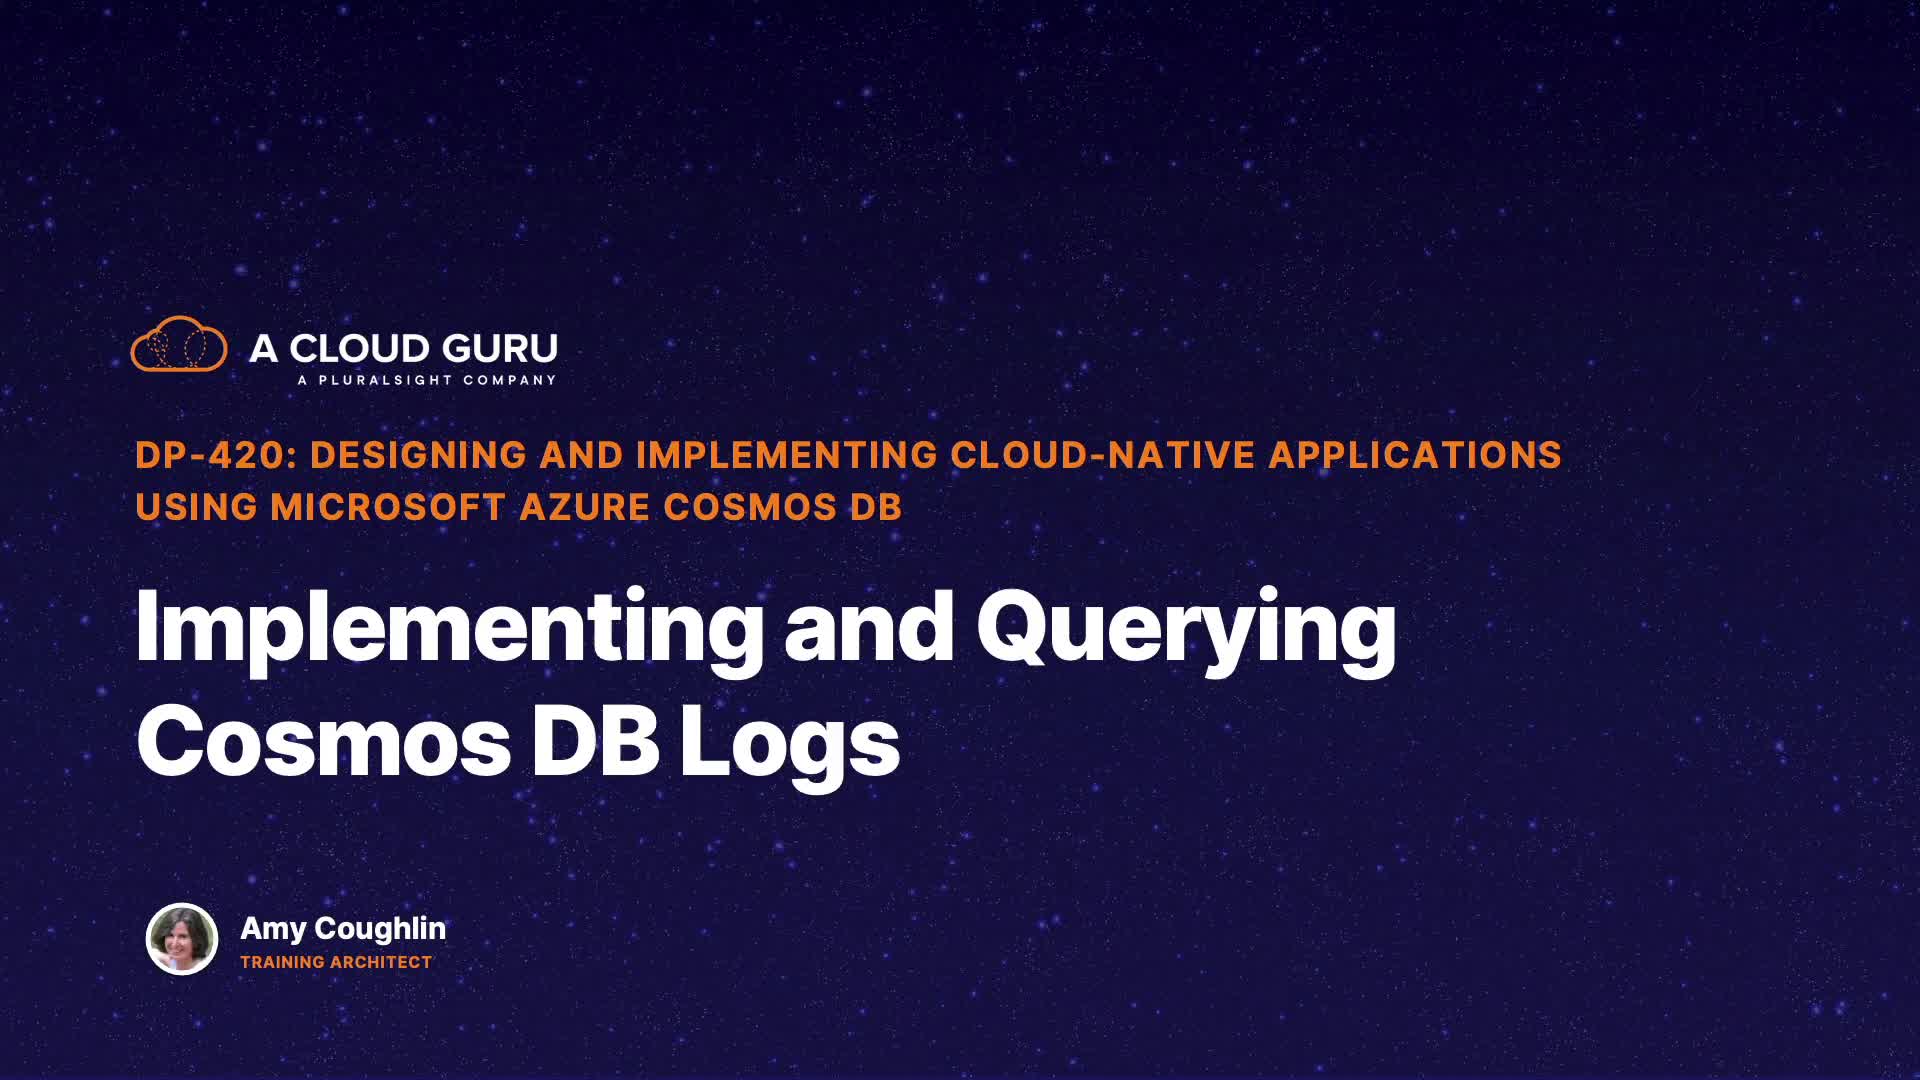 A CLOUD GURU
A PLURALSIGHT COMPANY
DP-420: DESIGNING AND IMPLEMENTING CLOUD-NATIVE APPLICATIONS
USING MICROSOFT AZURE COSMOS DB
Implementing and Querying
Cosmos DB Logs
Amy Coughlin
TRAINING ARCHITECT